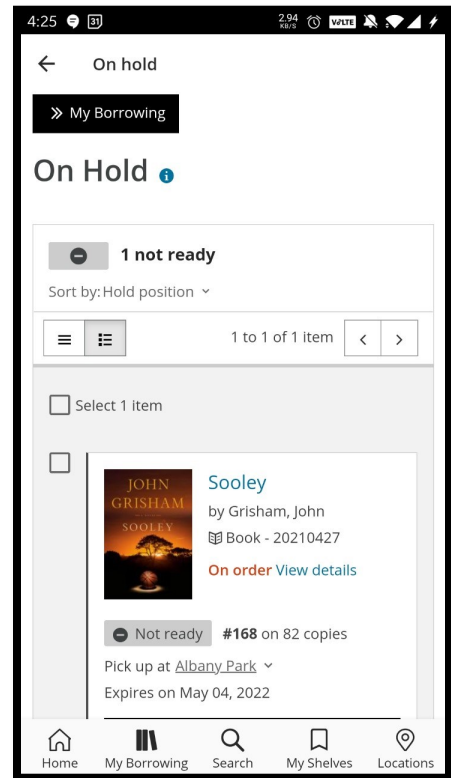 4:25 31 2.94 KB/S VoLTE
On hold
My Borrowing
On Hold
1 not ready
Sort by: Hold position
1 to 1 of 1 item
Select 1 item
JOHN
GRISHAM
SOOLEY
Sooley
by Grisham, John
Book - 20210427
On order View details
Not ready #168 on 82 copies
Pick up at Albany Park
Expires on May 04, 2022
Home My Borrowing Search My Shelves Locations